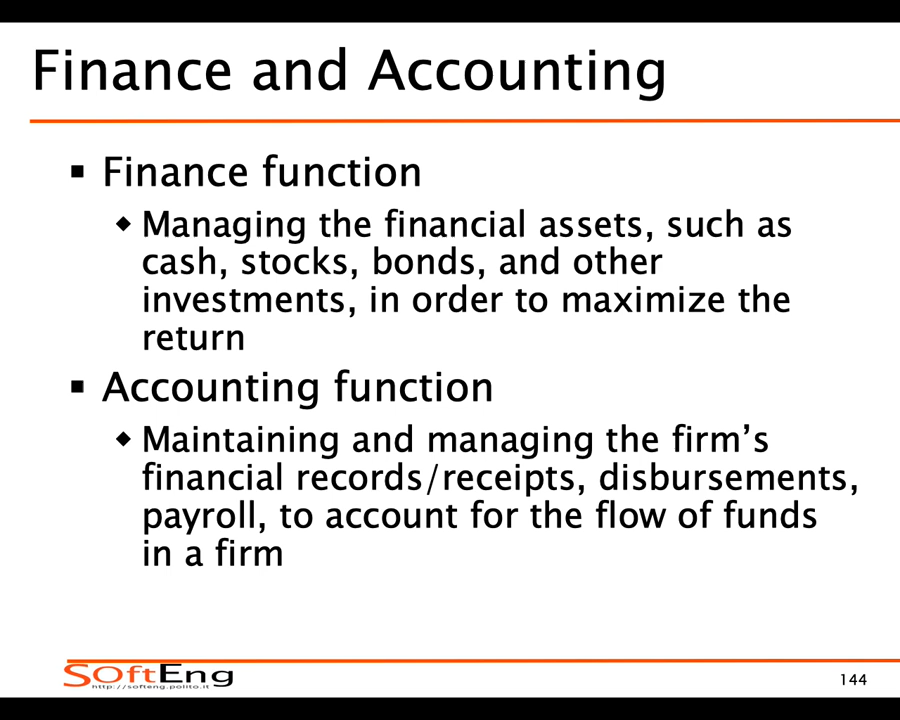 Finance and Accounting
▪ Finance function
◆ Managing the financial assets, such as
cash, stocks, bonds, and other
investments, in order to maximize the
return
▪ Accounting function
◆ Maintaining and managing the firm’s
financial records/receipts, disbursements,
payroll, to account for the flow of funds
in a firm
SOftEng
http://softeng.polito.it
144